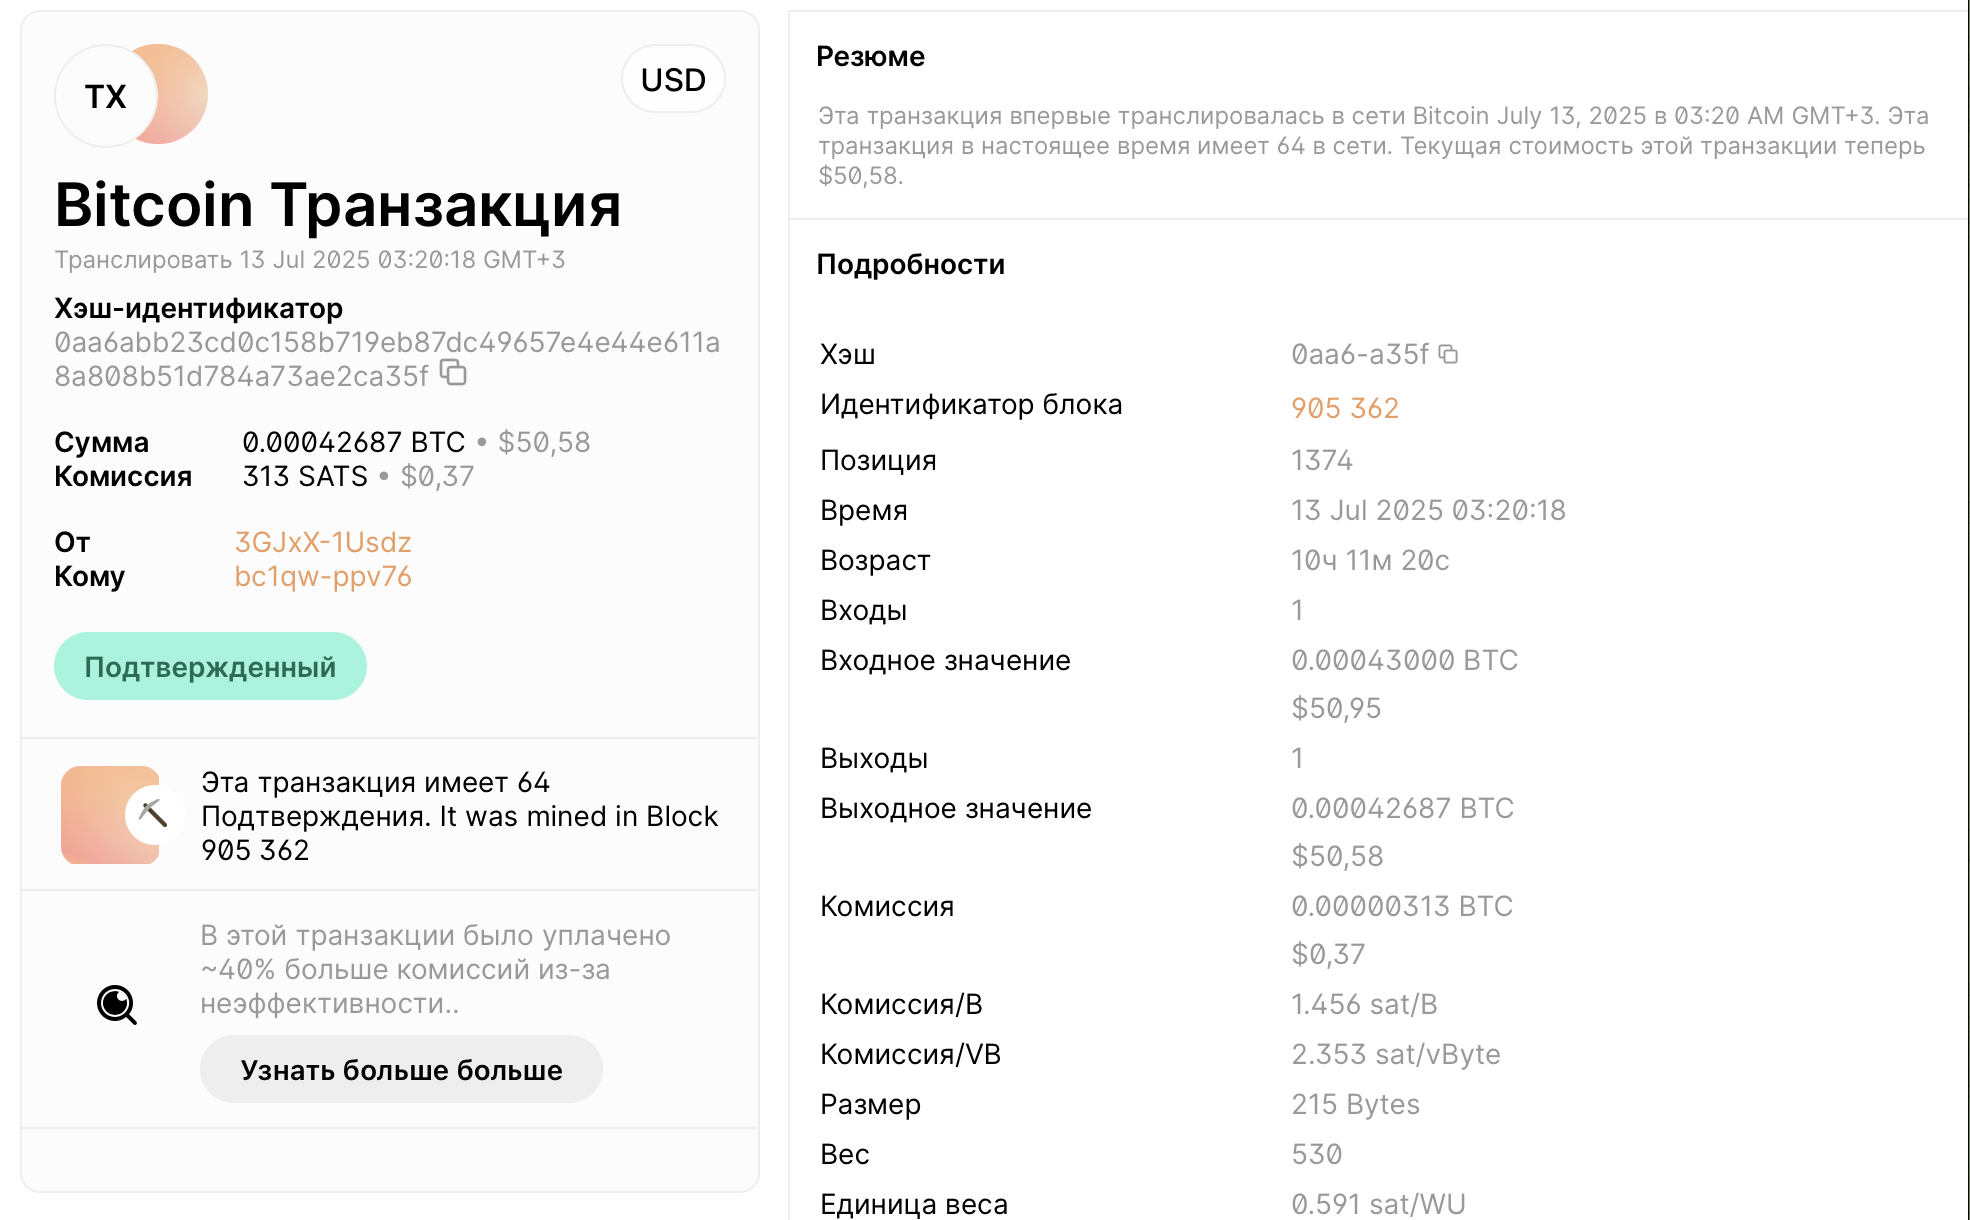 TX
USD
Bitcoin Транзакция
Транслировать 13 Jul 2025 03:20:18 GMT+3
Хэш-идентификатор
0aa6abb23cd0c158b719eb87dc49657e4e44e611a
8a808b51d784a73ae2ca35f
Сумма 0.00042687 BTC • $50,58
Комиссия 313 SATS • $0,37
От 3GJxX-1Usdz
Кому bc1qw-ppv76
Подтвержденный
Эта транзакция имеет 64
Подтверждения. It was mined in Block
905 362
В этой транзакции было уплачено
~40% больше комиссий из-за
неэффективности..
Узнать больше больше
Резюме
Эта транзакция впервые транслировалась в сети Bitcoin July 13, 2025 в 03:20 AM GMT+3. Эта
транзакция в настоящее время имеет 64 в сети. Текущая стоимость этой транзакции теперь
$50,58.
Подробности
Хэш 0aa6-a35f
Идентификатор блока 905 362
Позиция 1374
Время 13 Jul 2025 03:20:18
Возраст 10ч 11м 20с
Входы 1
Входное значение 0.00043000 BTC
$50,95
Выходы 1
Выходное значение 0.00042687 BTC
$50,58
Комиссия 0.00000313 BTC
$0,37
Комиссия/B 1.456 sat/B
Комиссия/VB 2.353 sat/vByte
Размер 215 Bytes
Вес 530
Единица веса 0.591 sat/WU